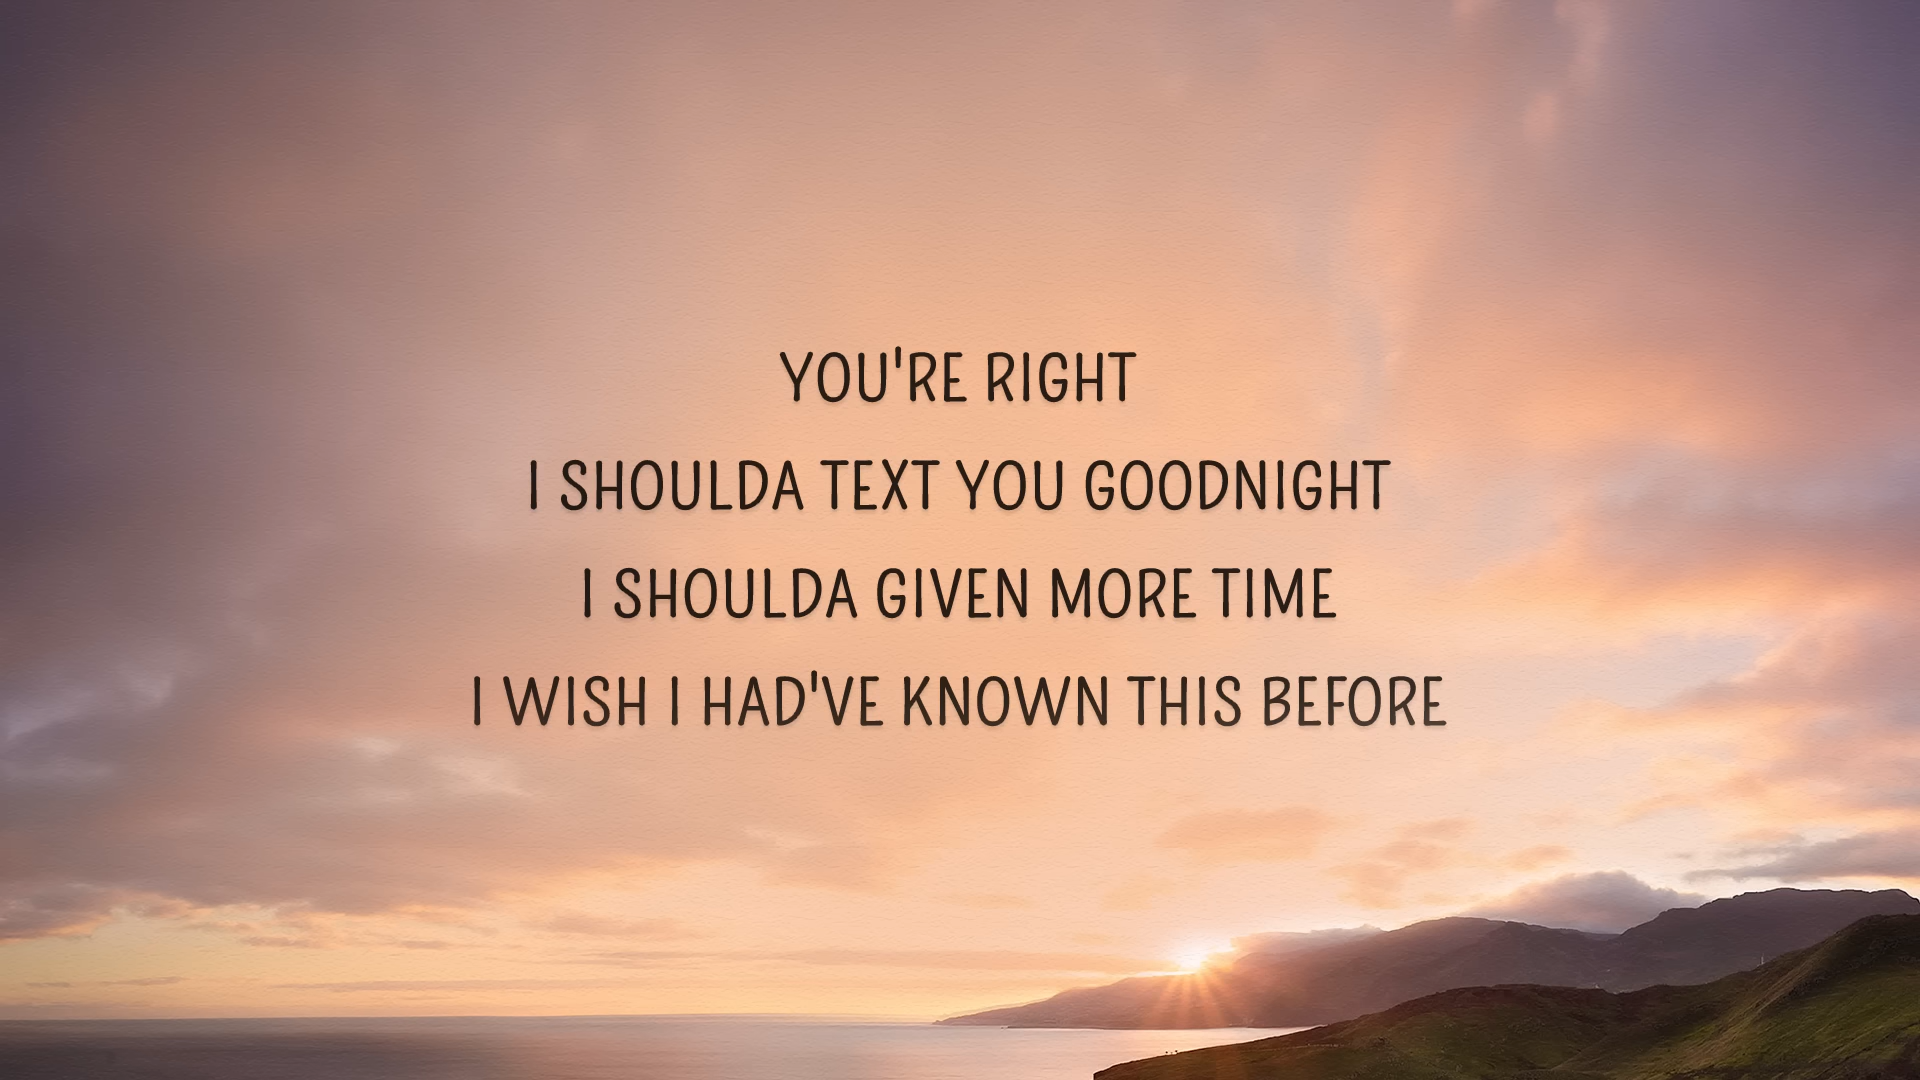 YOU'RE RIGHT
I SHOULDA TEXT YOU GOODNIGHT
I SHOULDA GIVEN MORE TIME
I WISH I HAD'VE KNOWN THIS BEFORE